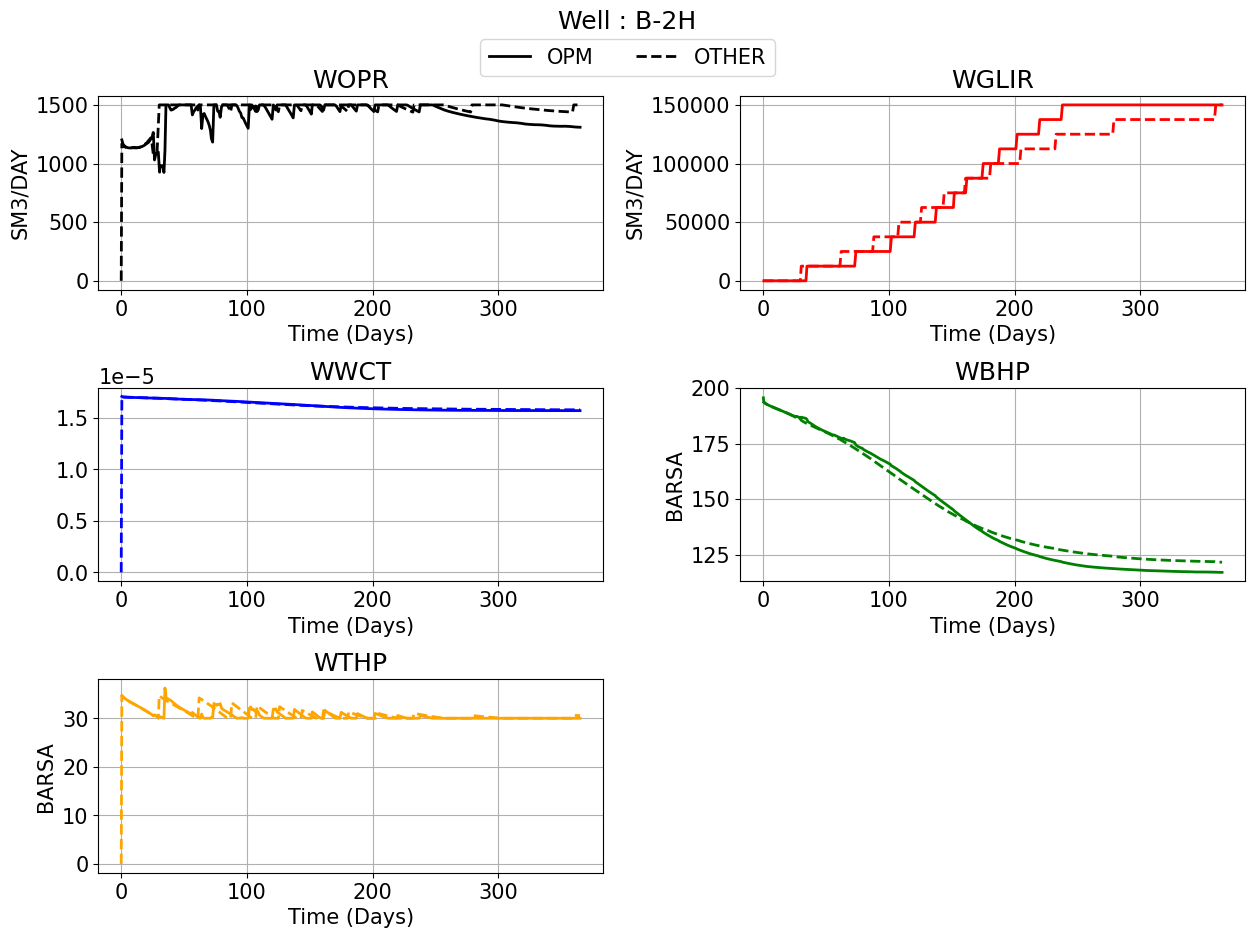 Well : B-2H
OPM OTHER
WOPR
1500
1000
500
0
SM3/DAY
0 100 200 300
Time (Days)
WGLIR
150000
100000
50000
0
SM3/DAY
0 100 200 300
Time (Days)
WWCT
1e−5
1.5
1.0
0.5
0.0
0 100 200 300
Time (Days)
WBHP
200
175
150
125
BARSA
0 100 200 300
Time (Days)
WTHP
30
20
10
0
BARSA
0 100 200 300
Time (Days)